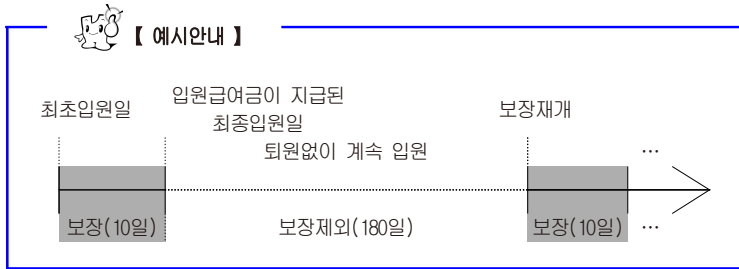 【 예시안내 】
최초입원일
입원급여금이 지급된
최종입원일
퇴원없이 계속 입원
보장재개
…
보장(10일)
보장제외(180일)
보장(10일)
…